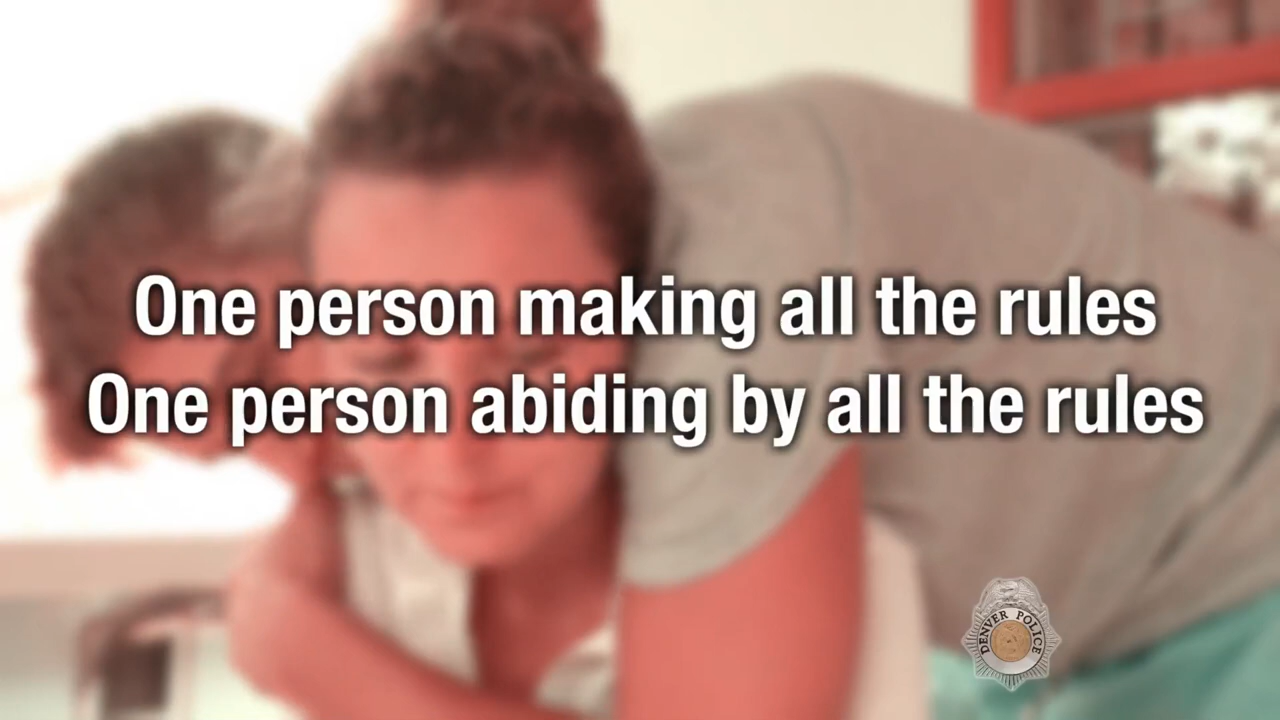 One person making all the rules
One person abiding by all the rules
DENVER POLICE